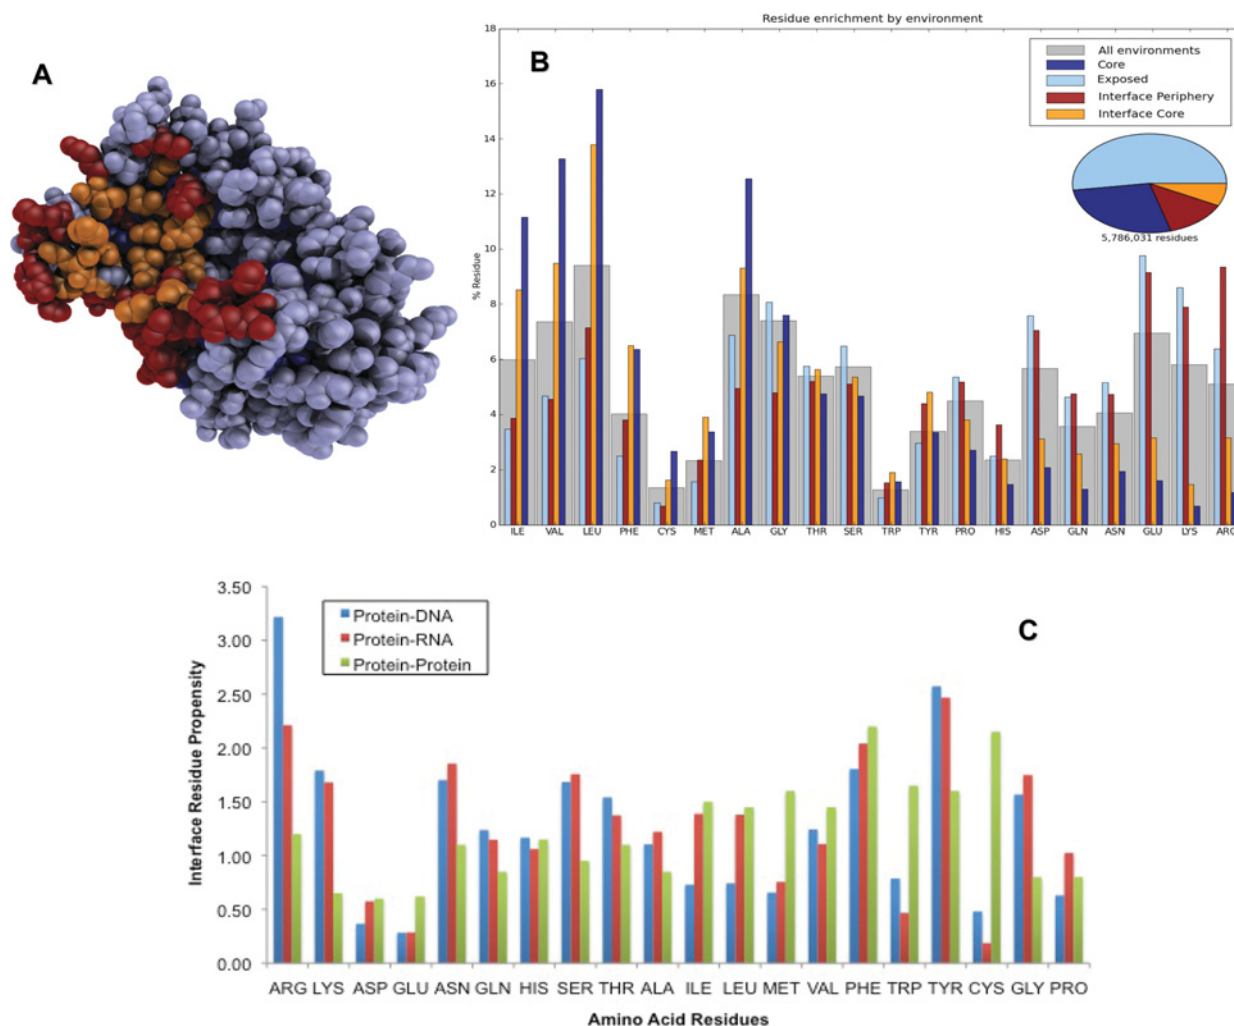 A
B
Residue enrichment by environment
18
16
14
12
10
8
6
4
2
0
% Residue
All environments
Core
Exposed
Interface Periphery
Interface Core
5,786,031 residues
ILE VAL LEU PHE CYS MET ALA GLY THR SER TRP TYR PRO HIS ASP GLN ASN GLU LYS ARG
C
3.50
3.00
2.50
2.00
1.50
1.00
0.50
0.00
Interface Residue Propensity
Protein-DNA
Protein-RNA
Protein-Protein
ARG LYS ASP GLU ASN GLN HIS SER THR ALA ILE LEU MET VAL PHE TRP TYR CYS GLY PRO
Amino Acid Residues